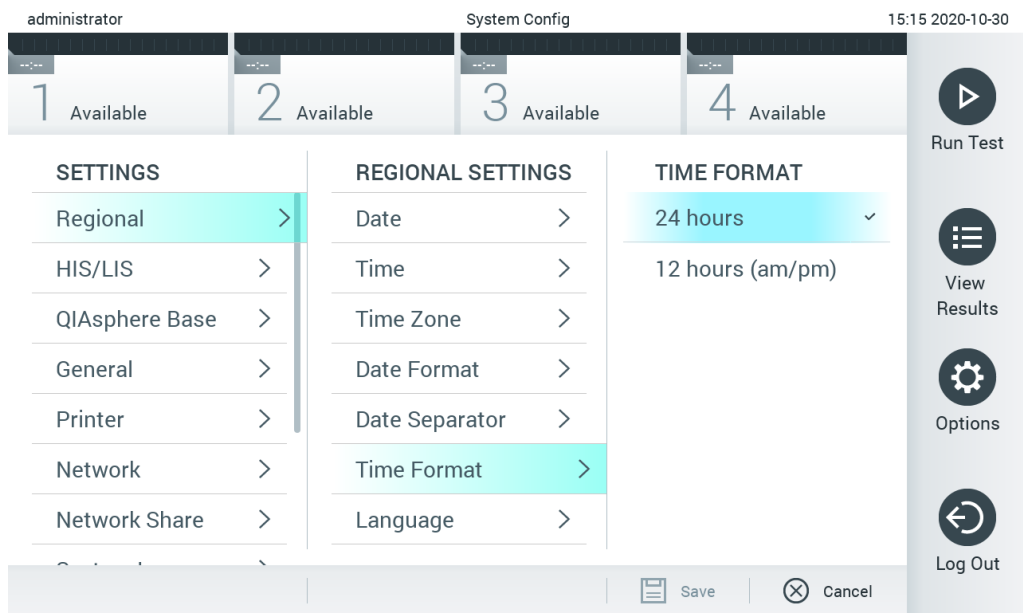 administrator
System Config
15:15 2020-10-30
--:--
--:--
--:--
--:--
1 Available
2 Available
3 Available
4 Available
Run Test
SETTINGS
Regional
HIS/LIS
QIAsphere Base
General
Printer
Network
Network Share
REGIONAL SETTINGS
Date
Time
Time Zone
Date Format
Date Separator
Time Format
Language
TIME FORMAT
24 hours
12 hours (am/pm)
View
Results
Options
Log Out
Save
Cancel